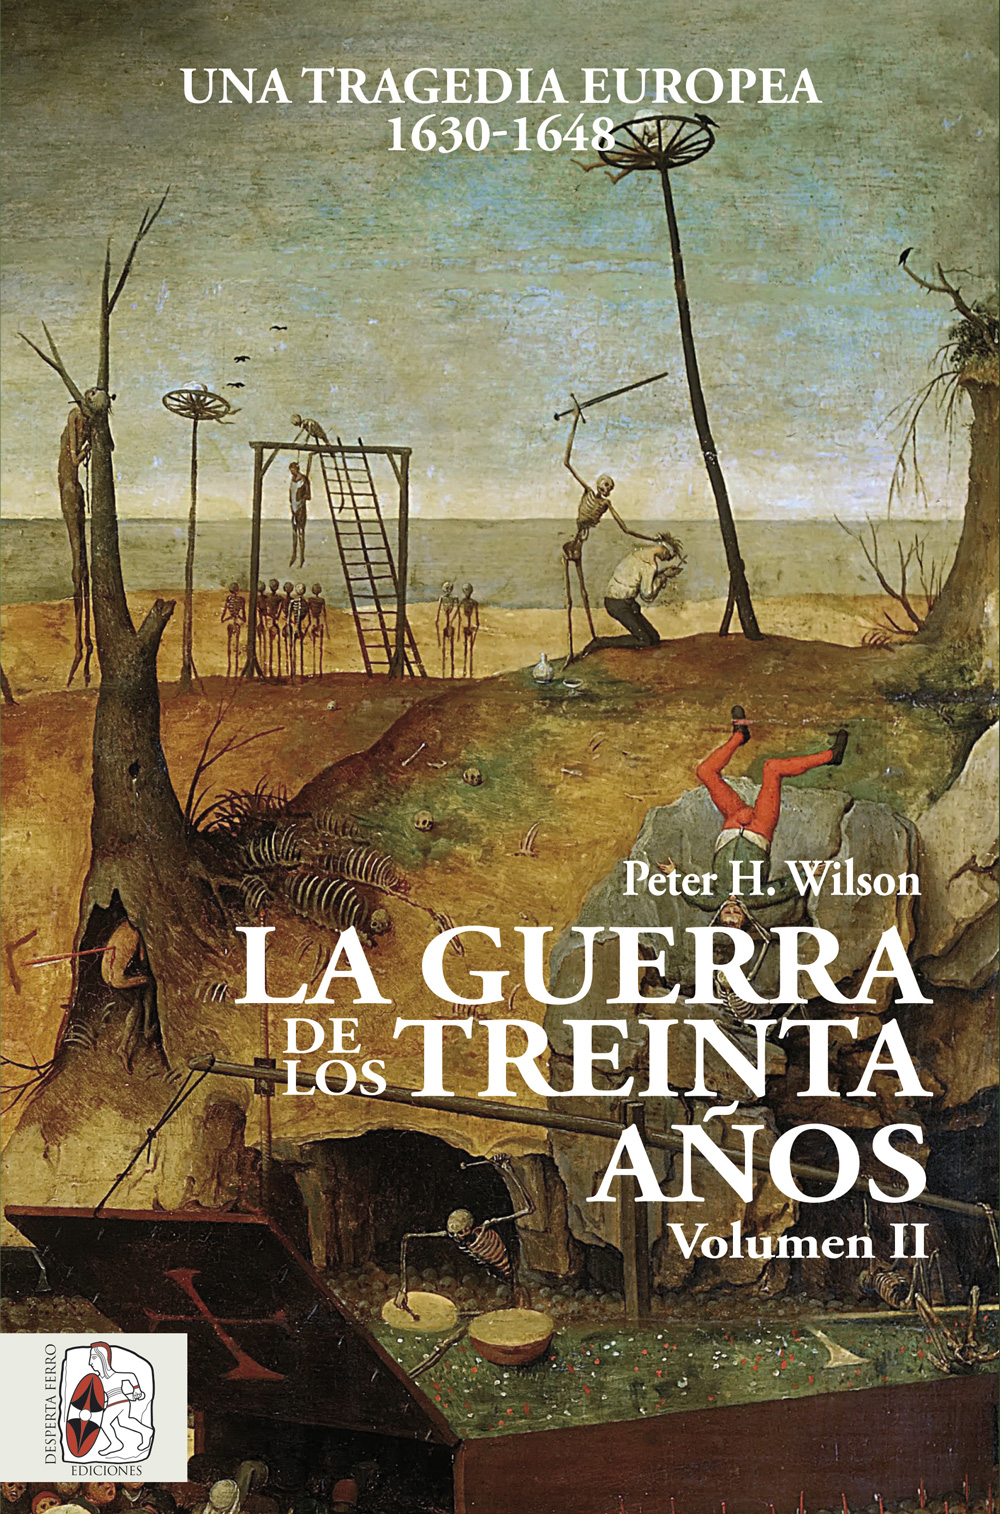 UNA TRAGEDIA EUROPEA
1630-1648
Peter H. Wilson
LA GUERRA
DE LOS TREINTA
AÑOS
Volumen II
DESPERTA FERRO
EDICIONES